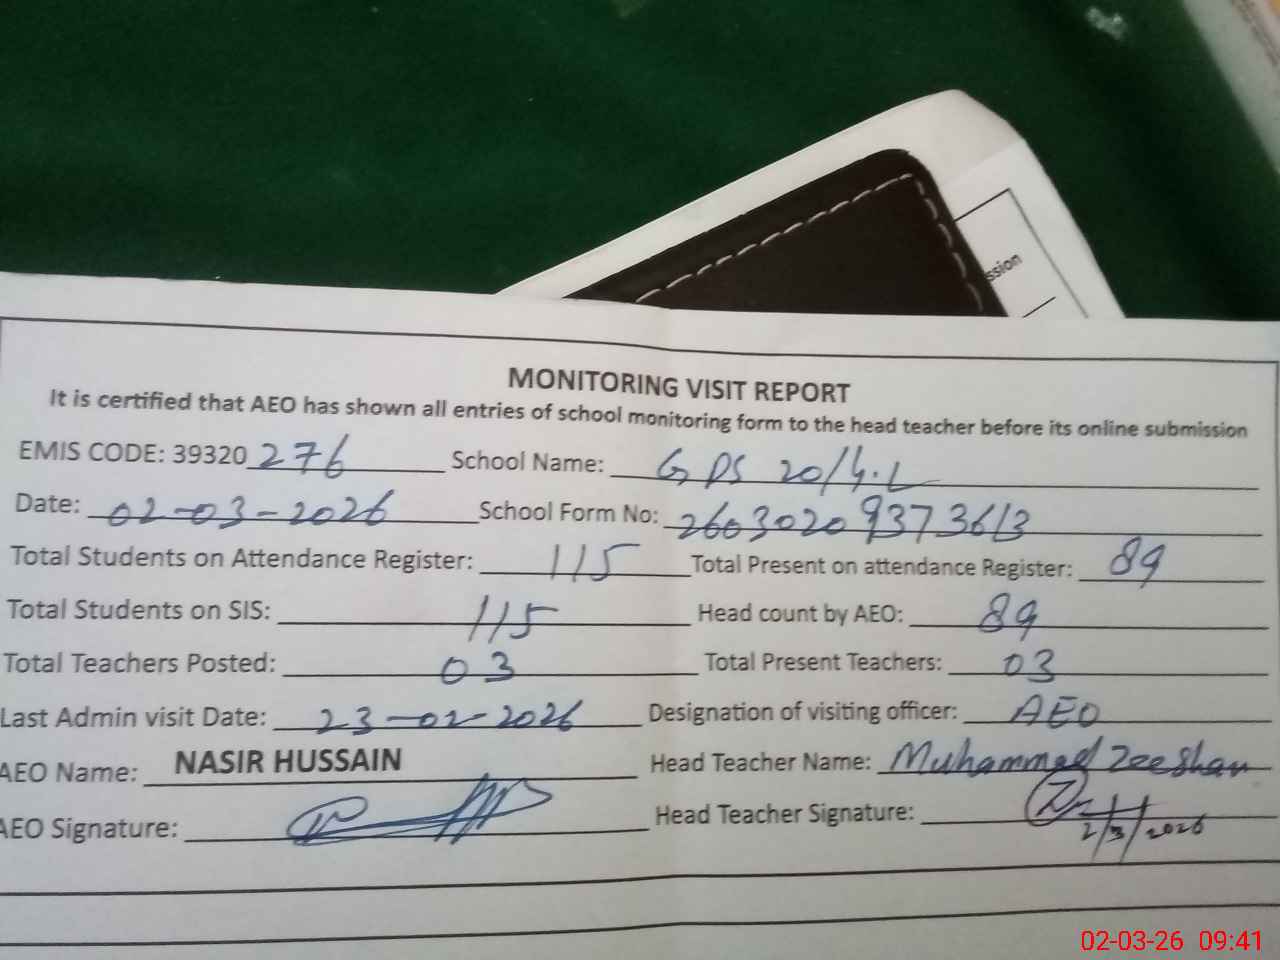 ssion
MONITORING VISIT REPORT
It is certified that AEO has shown all entries of school monitoring form to the head teacher before its online submission
EMIS CODE: 39320 276 School Name: GPS 20/4.L
Date: 02-03-2026 School Form No: 26030209373613
Total Students on Attendance Register: 115 Total Present on attendance Register: 89
Total Students on SIS: 115 Head count by AEO: 89
Total Teachers Posted: 03 Total Present Teachers: 03
Last Admin visit Date: 23-02-2026 Designation of visiting officer: AEO
AEO Name: NASIR HUSSAIN Head Teacher Name: Muhammad Zeeshan
AEO Signature: Head Teacher Signature:
2/3/2026
02-03-26 09:41